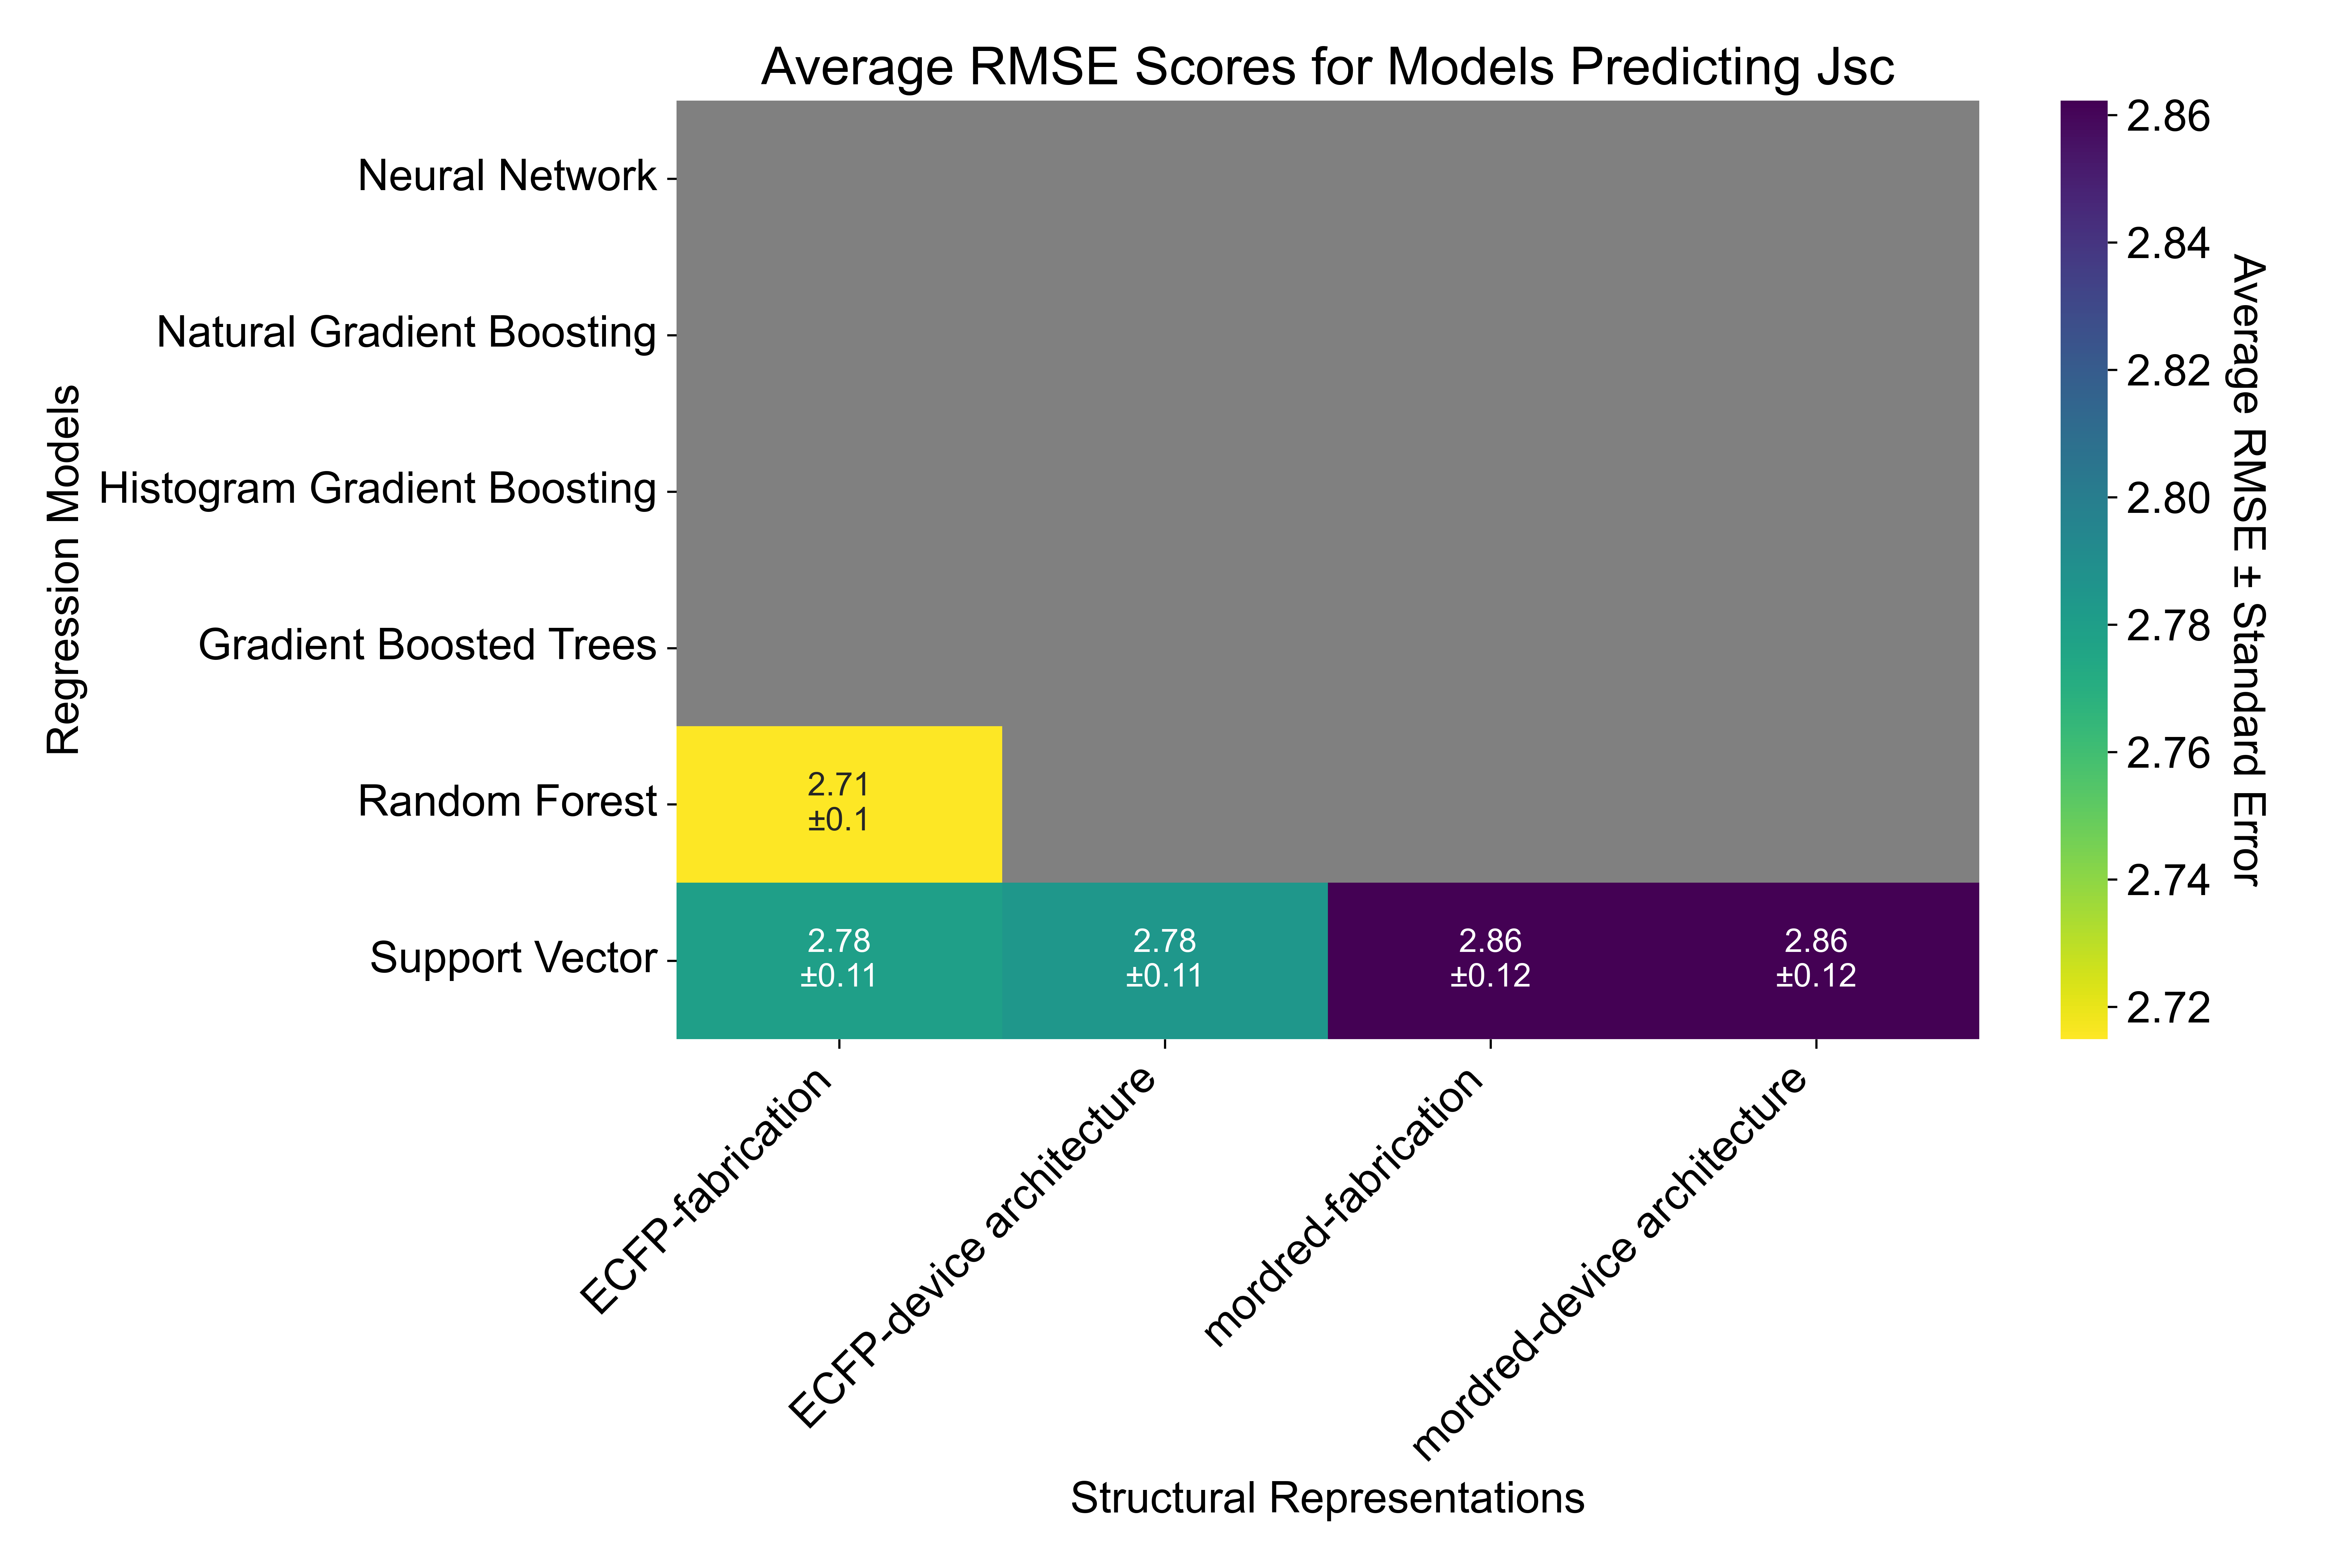 Average RMSE Scores for Models Predicting Jsc
Regression Models
Neural Network
Natural Gradient Boosting
Histogram Gradient Boosting
Gradient Boosted Trees
Random Forest
Support Vector
2.71
±0.1
2.78
±0.11
2.78
±0.11
2.86
±0.12
2.86
±0.12
ECFP-fabrication
ECFP-device architecture
mordred-fabrication
mordred-device architecture
Structural Representations
2.86
2.84
2.82
2.80
2.78
2.76
2.74
2.72
Average RMSE ± Standard Error